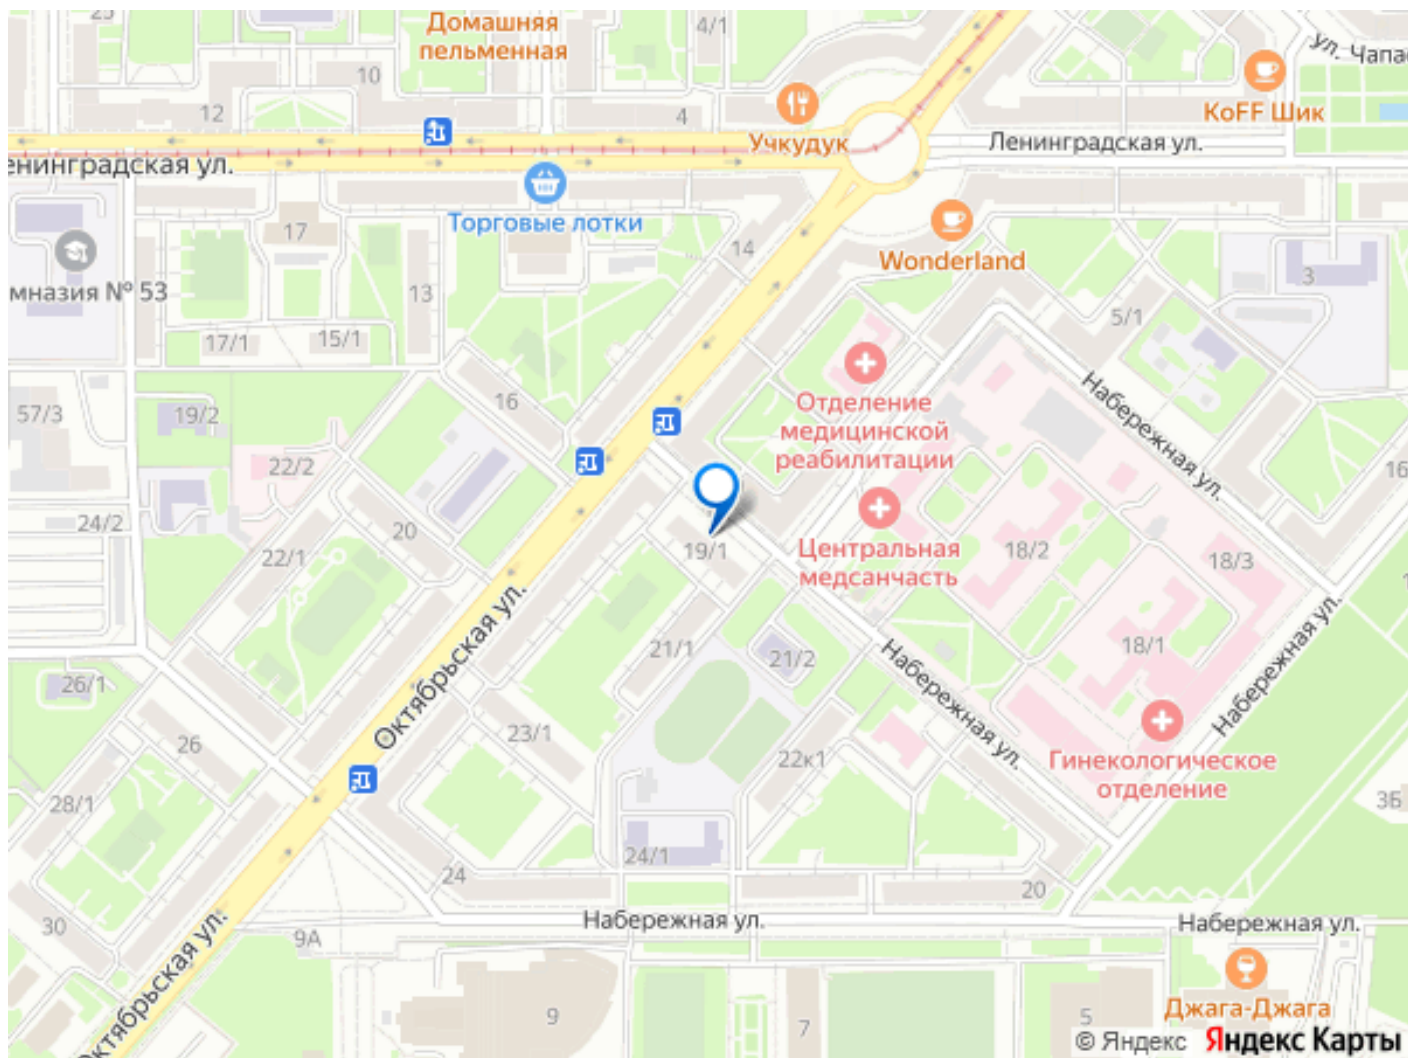 25
Домашняя
пельменная
4/1
ул. Чапа
10
КоFF Шик
12
4
Учкудук
Ленинградская ул.
енинградская ул.
Торговые лотки
17
14
Wonderland
мназия № 53
13
3
5/1
17/1
15/1
Набережная ул.
57/3
19/2
16
Отделение
медицинской
реабилитации
22/2
16
24/2
20
22/1
19/1
Центральная
медсанчасть
18/2
18/3
Октябрьская ул.
21/1
21/2
18/1
Набережная ул.
Набережная ул.
26/1
26
23/1
22к1
Гинекологическое
отделение
28/1
3Б
24/1
24
20
30
Набережная ул.
Набережная ул.
9А
Октябрьская ул.
9
7
5
Джага-Джага
© Яндекс Яндекс Карты